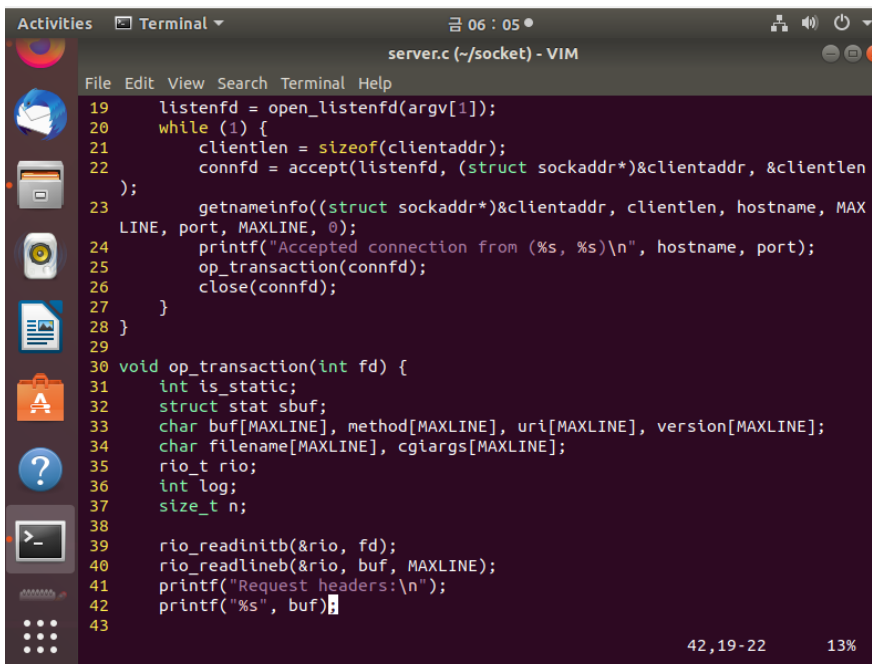 Activities Terminal 금 06 : 05
server.c (~/socket) - VIM
File Edit View Search Terminal Help
19     listenfd = open_listenfd(argv[1]);
20     while (1) {
21         clientlen = sizeof(clientaddr);
22         connfd = accept(listenfd, (struct sockaddr*)&clientaddr, &clientlen
);
23         getnameinfo((struct sockaddr*)&clientaddr, clientlen, hostname, MAX
LINE, port, MAXLINE, 0);
24         printf("Accepted connection from (%s, %s)\n", hostname, port);
25         op_transaction(connfd);
26         close(connfd);
27     }
28 }
29
30 void op_transaction(int fd) {
31     int is_static;
32     struct stat sbuf;
33     char buf[MAXLINE], method[MAXLINE], uri[MAXLINE], version[MAXLINE];
34     char filename[MAXLINE], cgiargs[MAXLINE];
35     rio_t rio;
36     int log;
37     size_t n;
38
39     rio_readinitb(&rio, fd);
40     rio_readlineb(&rio, buf, MAXLINE);
41     printf("Request headers:\n");
42     printf("%s", buf);
43
42,19-22 13%